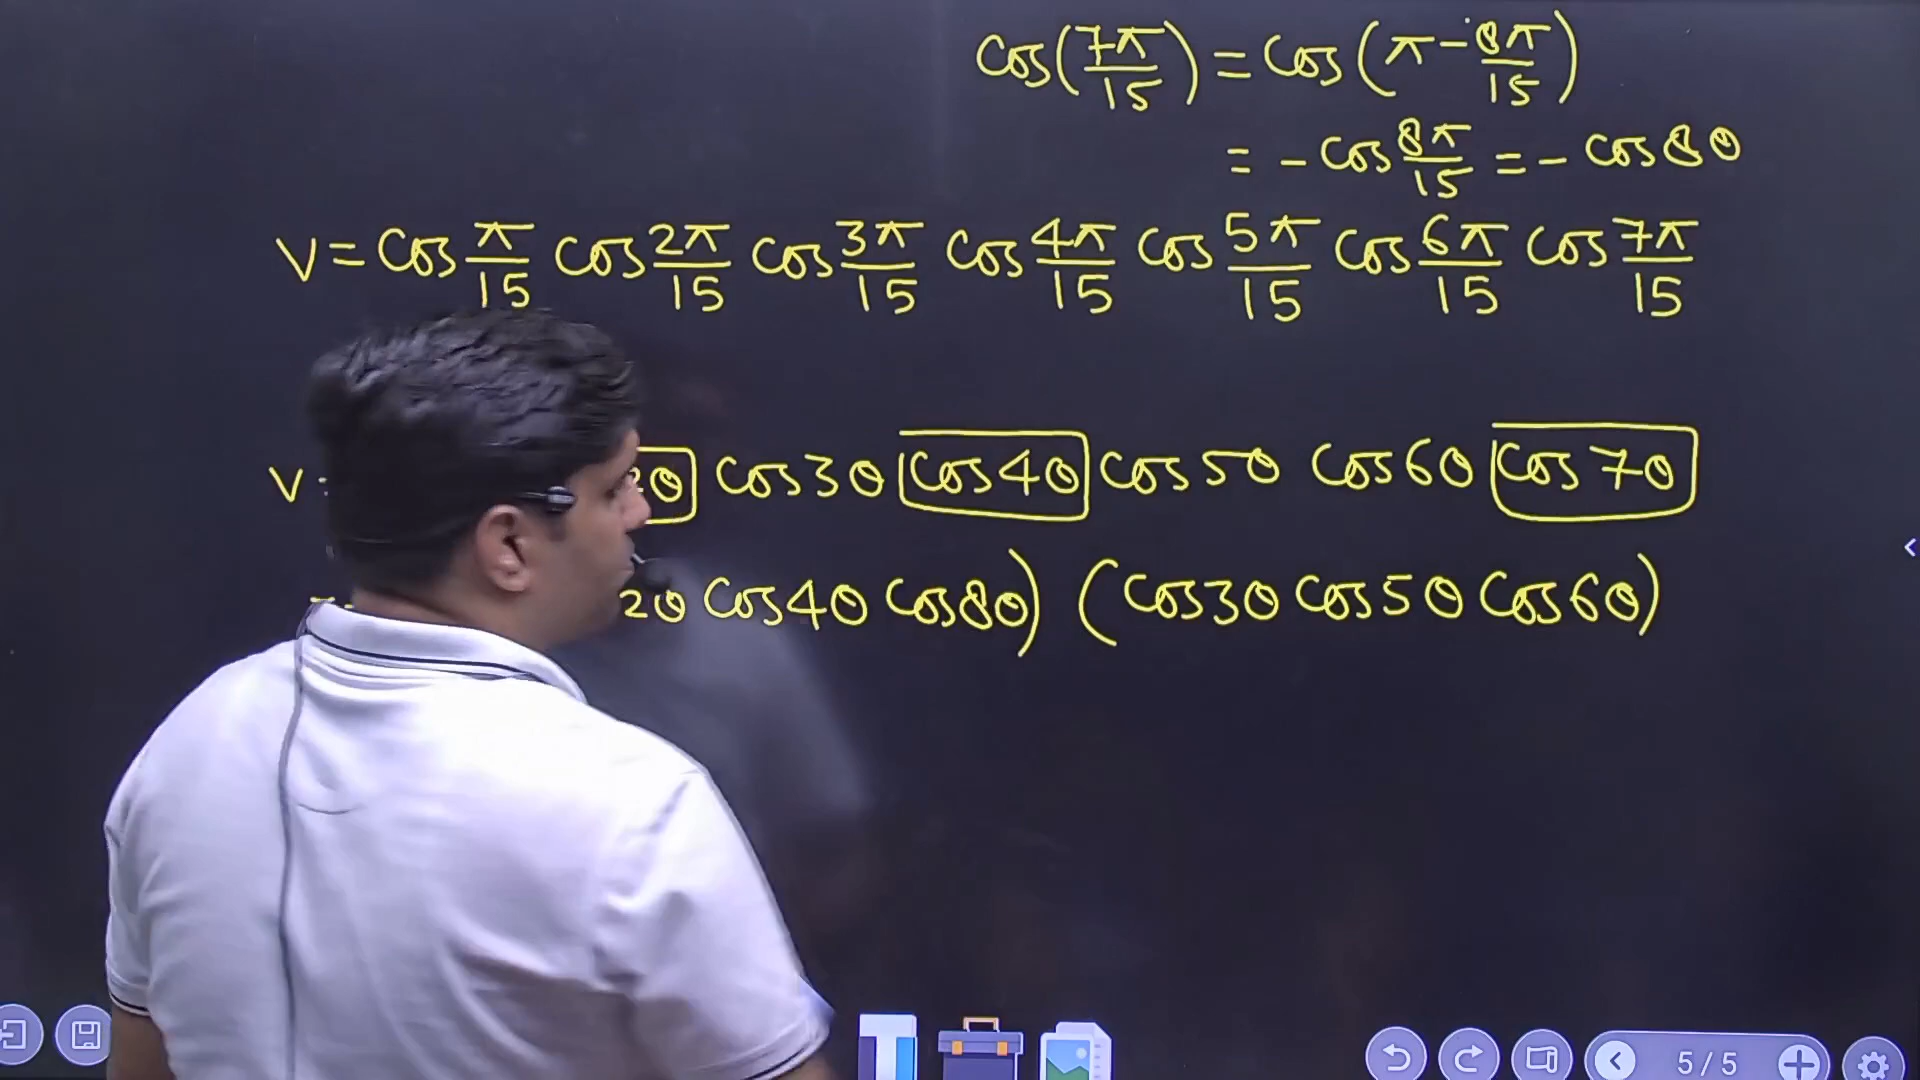 cos(7π/15) = cos(π - 8π/15)
= - cos 8π/15 = - cos 8θ
V = cos π/15 cos 2π/15 cos 3π/15 cos 4π/15 cos 5π/15 cos 6π/15 cos 7π/15
V θ cos 3θ cos 4θ cos 5θ cos 6θ cos 7θ
2θ cos 4θ cos 8θ) (cos 3θ cos 5θ cos 6θ)
5/5